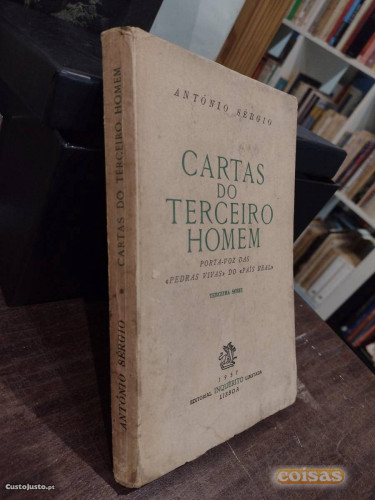 ANTÓNIO SÉRGIO
CARTAS
DO
TERCEIRO
HOMEM
PORTA-VOZ DAS
«PEDRAS VIVAS» DO «PAÍS REAL»
TERCEIRA SÉRIE
1957
EDITORIAL INQUÉRITO LIMITADA
LISBOA
ANTÓNIO SÉRGIO * CARTAS DO TERCEIRO HOMEM
CustoJusto.pt
coisas